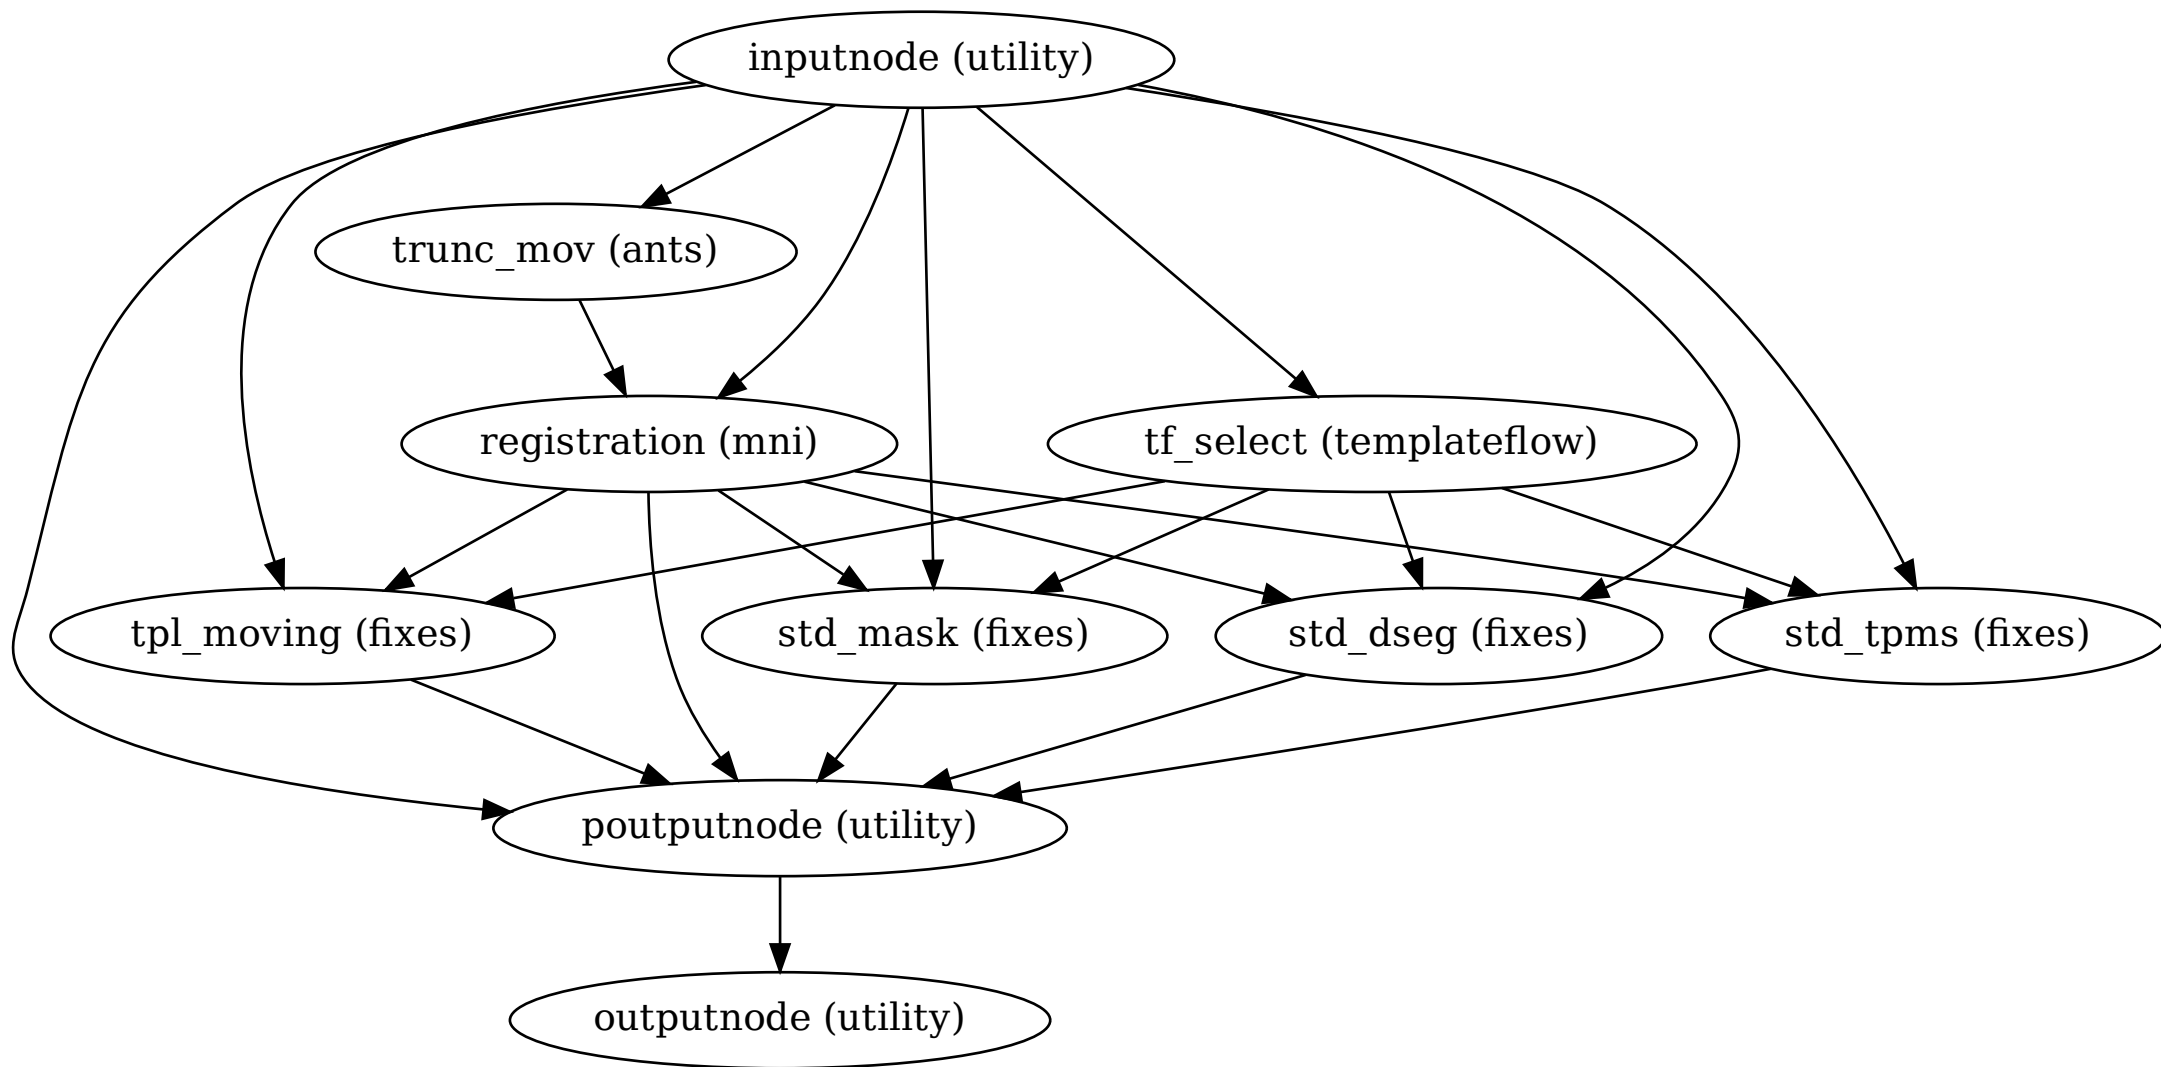 inputnode (utility)
trunc_mov (ants)
registration (mni)
tf_select (templateflow)
tpl_moving (fixes)
std_mask (fixes)
std_dseg (fixes)
std_tpms (fixes)
poutputnode (utility)
outputnode (utility)